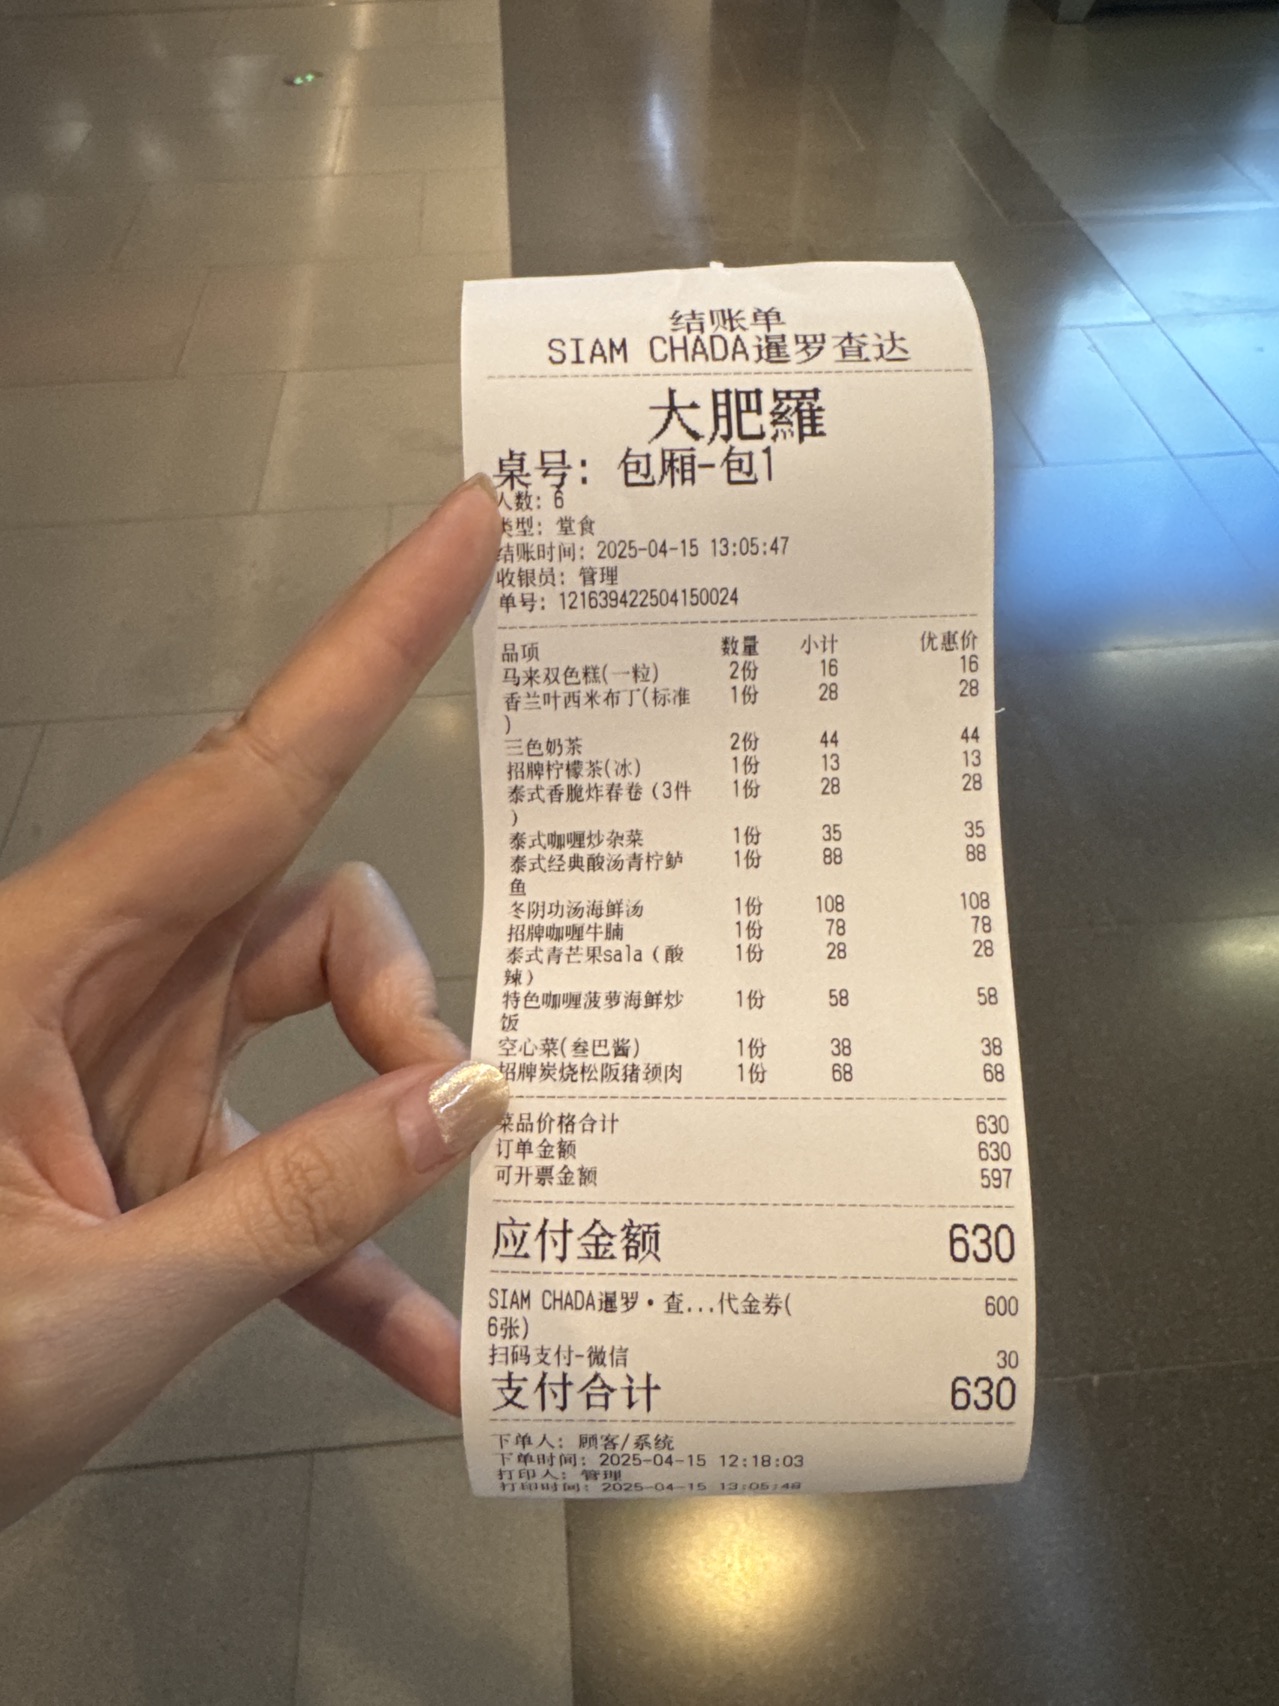 结账单
SIAM CHADA暹罗查达
大肥羅
桌号: 包厢-包1
人数: 6
类型: 堂食
结账时间: 2025-04-15 13:05:47
收银员: 管理
单号: 121639422504150024
品项 数量 小计 优惠价
马来双色糕(一粒) 2份 16 16
香兰叶西米布丁(标准 1份 28 28
)
三色奶茶 2份 44 44
招牌柠檬茶(冰) 1份 13 13
泰式香脆炸春卷（3件 1份 28 28
）
泰式咖喱炒杂菜 1份 35 35
泰式经典酸汤青柠鲈 1份 88 88
鱼
冬阴功汤海鲜汤 1份 108 108
招牌咖喱牛腩 1份 78 78
泰式青芒果sala（酸 1份 28 28
辣）
特色咖喱菠萝海鲜炒 1份 58 58
饭
空心菜(叁巴酱) 1份 38 38
招牌炭烧松阪猪颈肉 1份 68 68
菜品价格合计 630
订单金额 630
可开票金额 597
应付金额 630
SIAM CHADA暹罗·查...代金券( 600
6张)
扫码支付-微信 30
支付合计 630
下单人: 顾客/系统
下单时间: 2025-04-15 12:18:03
打印人: 管理
打印时间: 2025-04-15 13:05:48